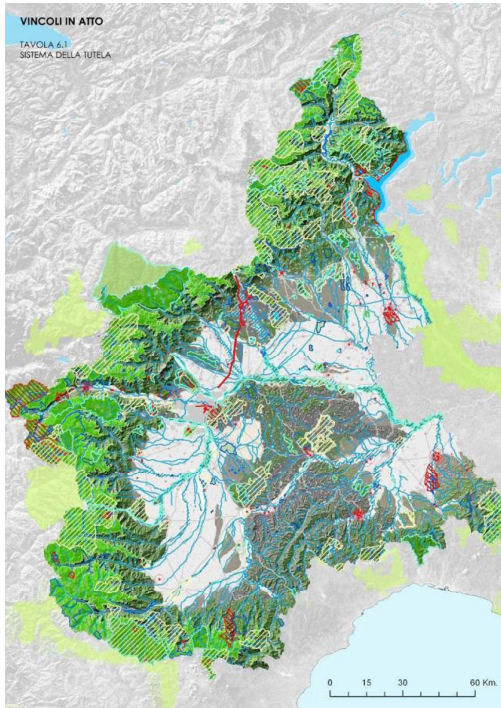 VINCOLI IN ATTO
TAVOLA 6.1
SISTEMA DELLA TUTELA
0 15 30 60 Km.